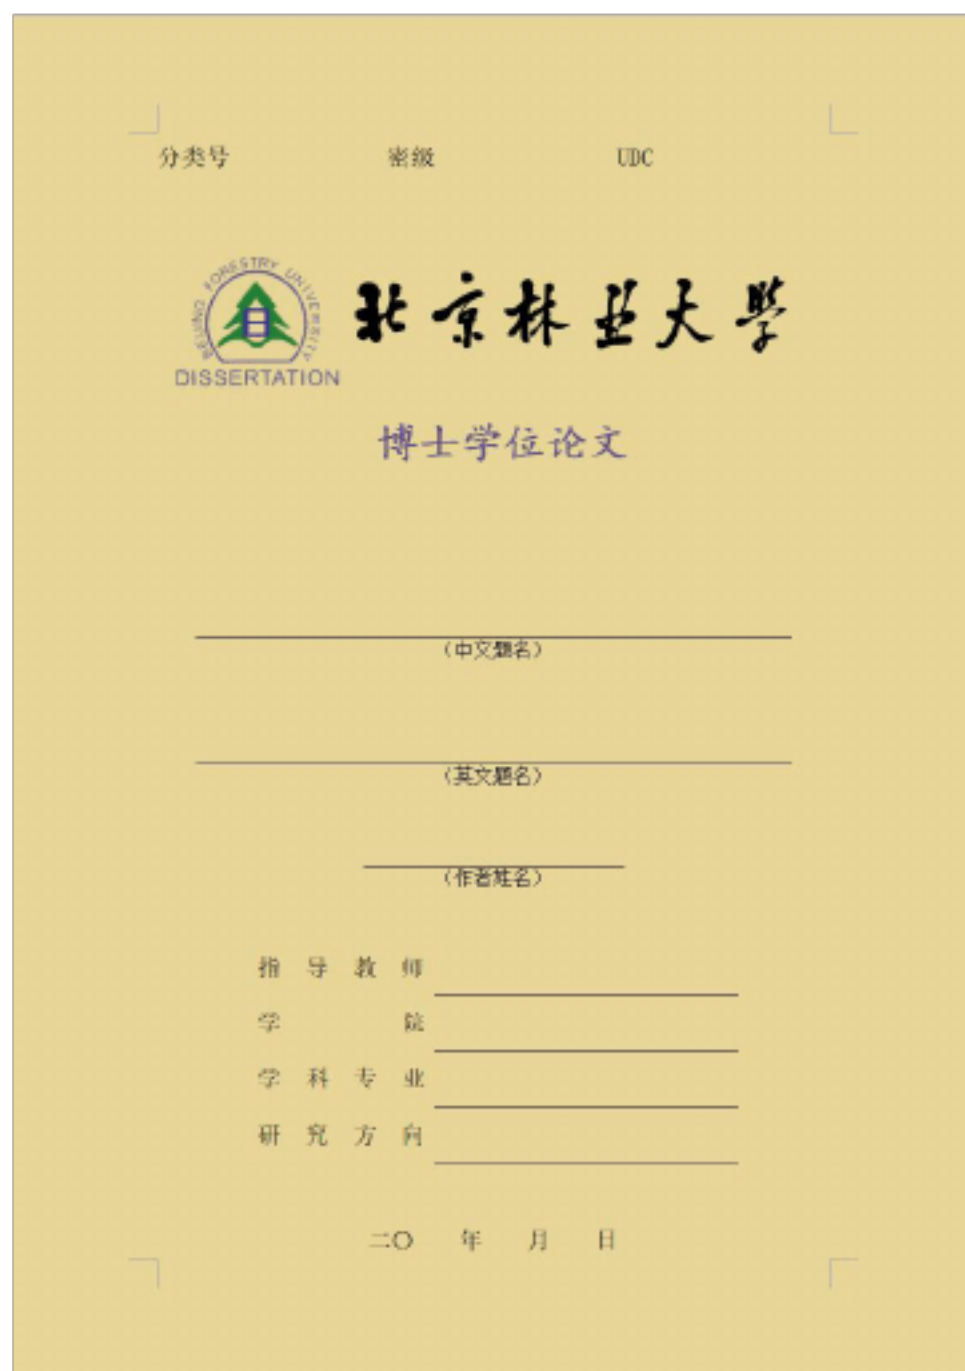 分类号 密级 UDC
BEIJING FORESTRY UNIVERSITY
北京林业大学
DISSERTATION
博士学位论文
（中文题名）
（英文题名）
（作者姓名）
指导教师
学院
学科专业
研究方向
二〇 年 月 日